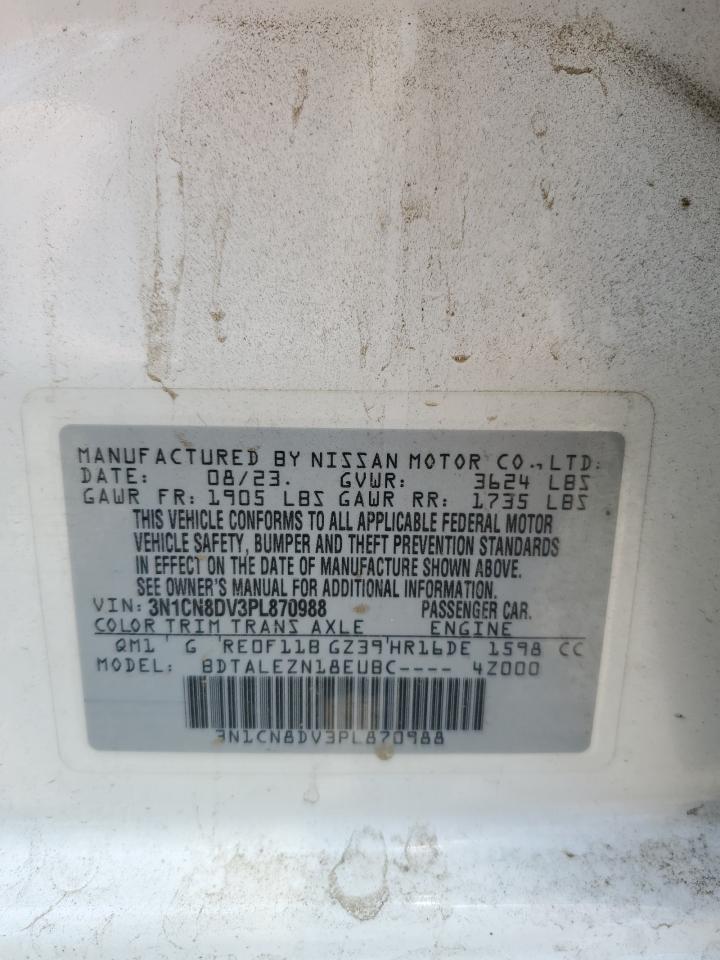 MANUFACTURED BY NISSAN MOTOR CO.,LTD.
DATE: 08/23. GVWR: 3624 LBS
GAWR FR: 1905 LBS GAWR RR: 1735 LBS
THIS VEHICLE CONFORMS TO ALL APPLICABLE FEDERAL MOTOR
VEHICLE SAFETY, BUMPER AND THEFT PREVENTION STANDARDS
IN EFFECT ON THE DATE OF MANUFACTURE SHOWN ABOVE.
SEE OWNER'S MANUAL FOR ADDITIONAL INFORMATION.
VIN: 3N1CN8DV3PL870988 PASSENGER CAR.
COLOR TRIM TRANS AXLE ENGINE
QM1 ' G ' RE0F11B GZ39 ' HR16DE 1598 CC
MODEL: BDTALEZN18EUBC---- 4Z000
3N1CN8DV3PL870988